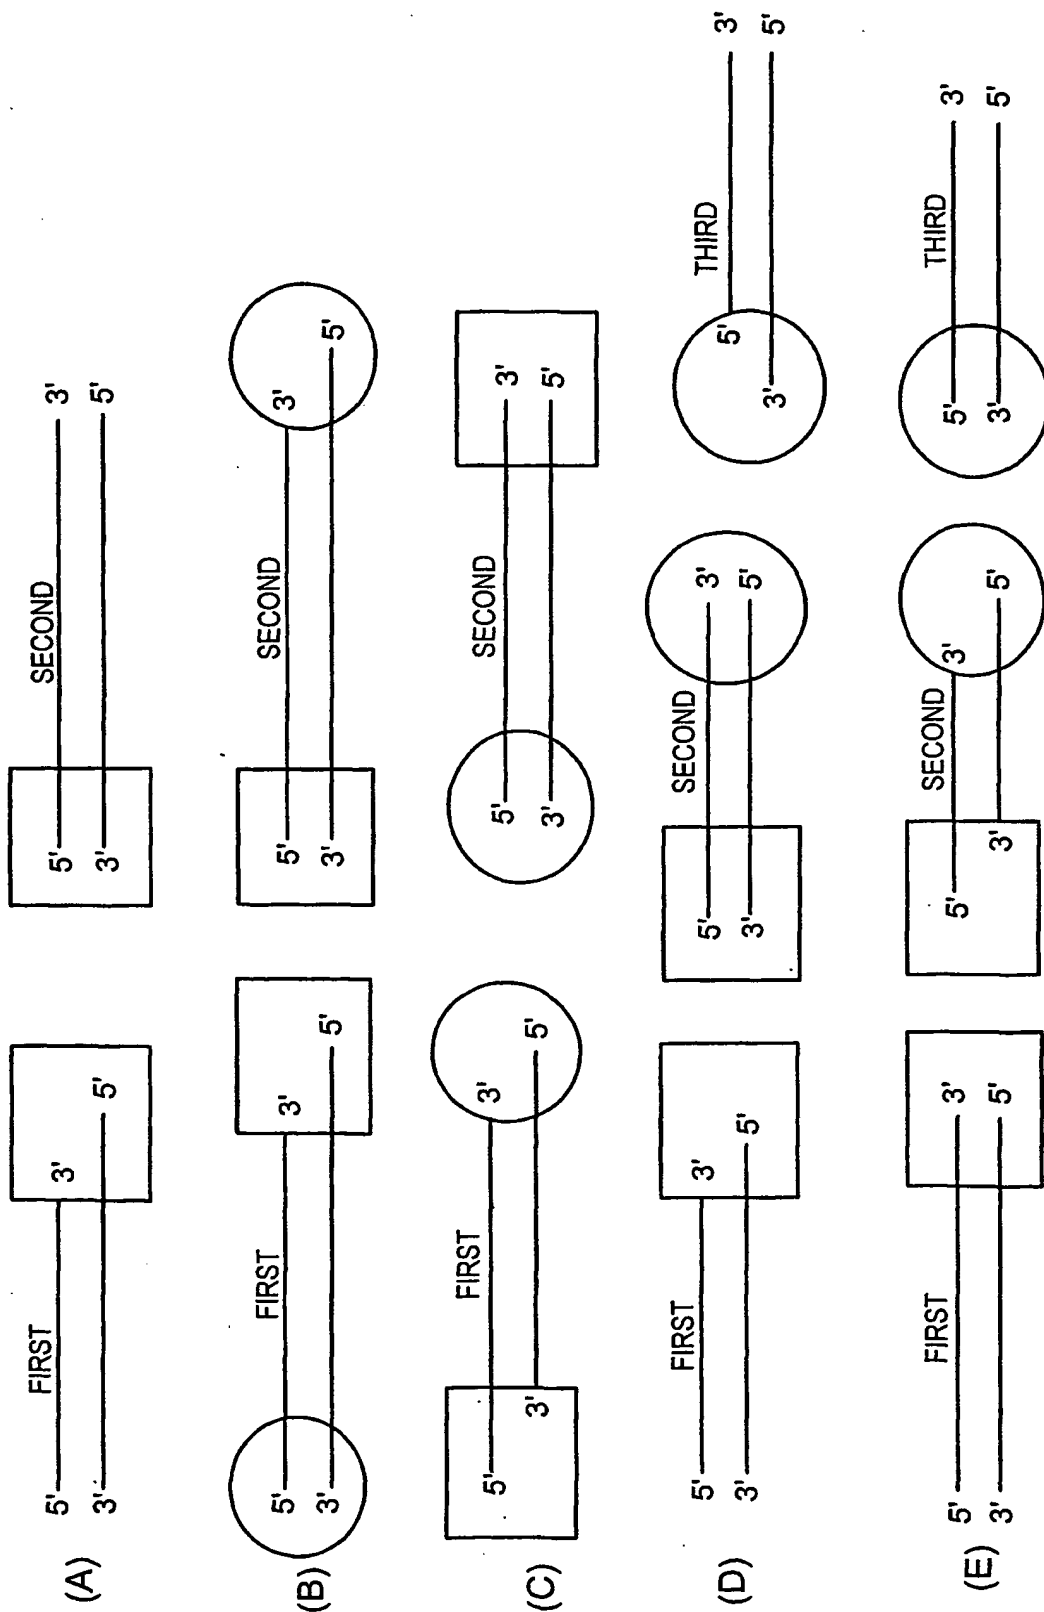 (A)
FIRST
SECOND
5' 3' 5' 3'
3' 5' 3' 5'
(B)
FIRST
SECOND
5' 3' 5' 3'
3' 5' 3' 5'
(C)
FIRST
SECOND
5' 3' 5' 3'
3' 5' 3' 5'
(D)
FIRST
SECOND
THIRD
5' 3' 5' 3' 5' 3'
3' 5' 3' 5' 3' 5'
(E)
FIRST
SECOND
THIRD
5' 3' 5' 3' 5' 3'
3' 5' 3' 5' 3' 5'